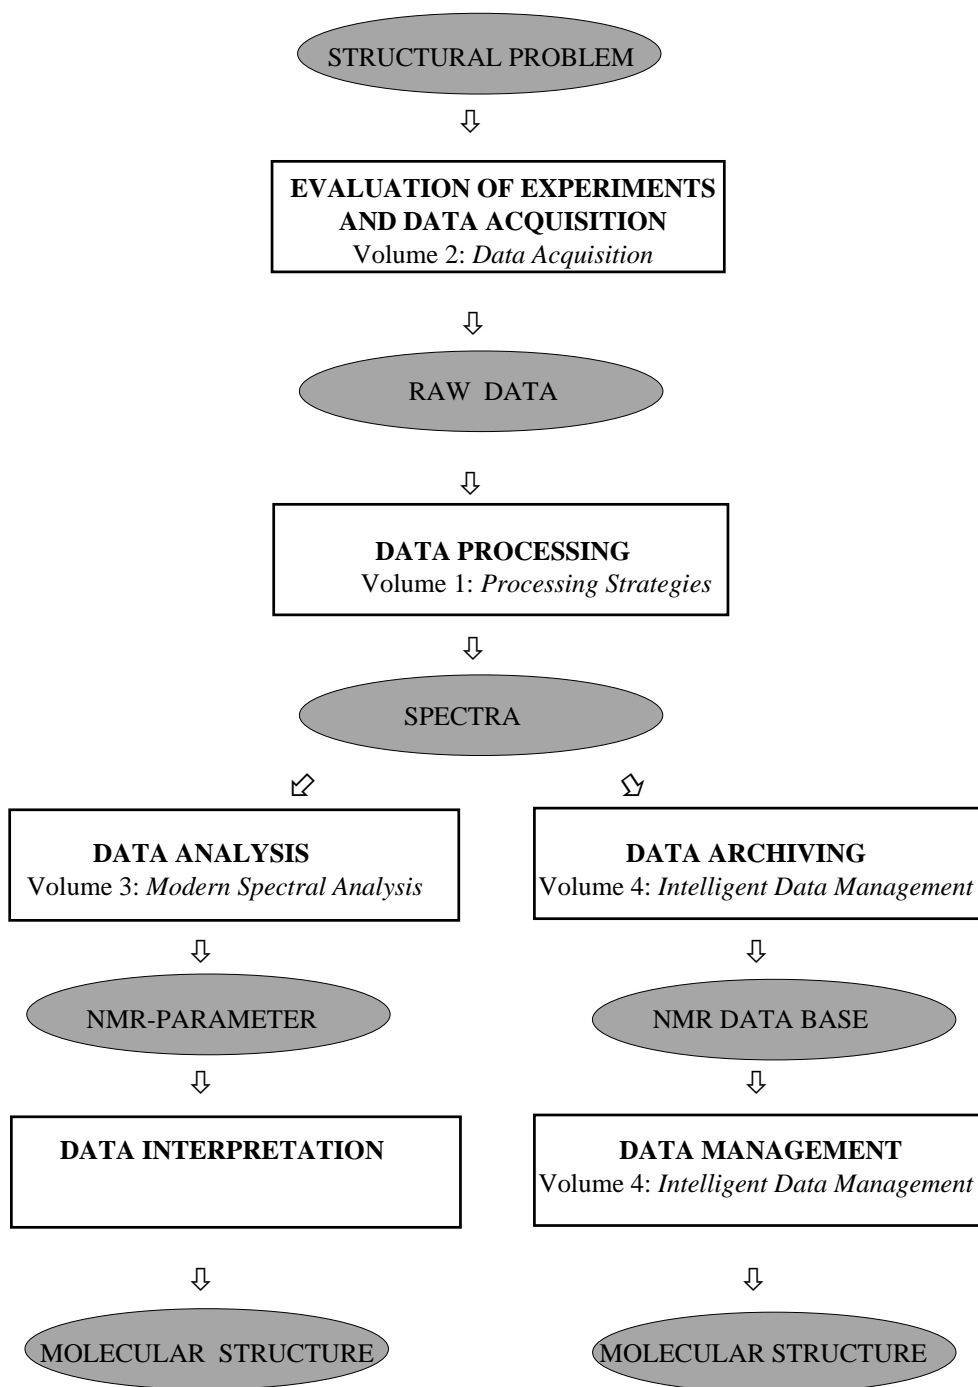 STRUCTURAL PROBLEM
EVALUATION OF EXPERIMENTS
AND DATA ACQUISITION
Volume 2: Data Acquisition
RAW DATA
DATA PROCESSING
Volume 1: Processing Strategies
SPECTRA
DATA ANALYSIS
Volume 3: Modern Spectral Analysis
DATA ARCHIVING
Volume 4: Intelligent Data Management
NMR-PARAMETER
NMR DATA BASE
DATA INTERPRETATION
DATA MANAGEMENT
Volume 4: Intelligent Data Management
MOLECULAR STRUCTURE
MOLECULAR STRUCTURE